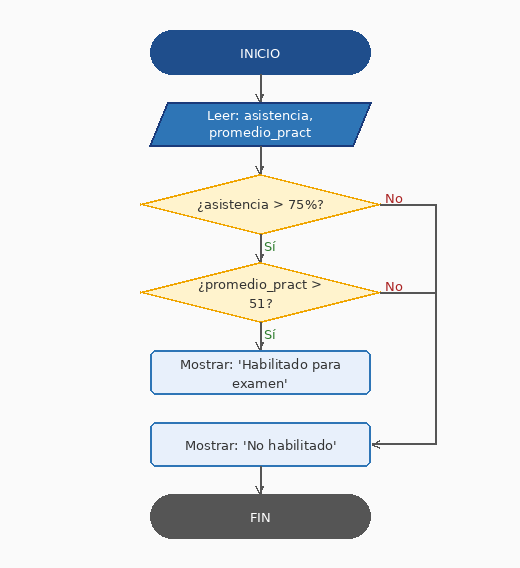 INICIO
Leer: asistencia,
promedio_pract
¿asistencia > 75%?
No
Sí
¿promedio_pract >
51?
No
Sí
Mostrar: 'Habilitado para
examen'
Mostrar: 'No habilitado'
FIN